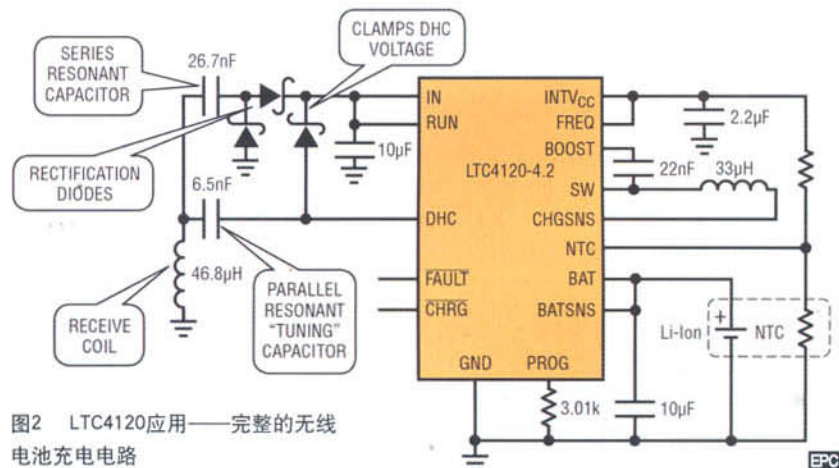 SERIES
RESONANT
CAPACITOR
26.7nF
CLAMPS DHC
VOLTAGE
RECTIFICATION
DIODES
6.5nF
10µF
46.8µH
RECEIVE
COIL
PARALLEL
RESONANT
"TUNING"
CAPACITOR
IN
RUN
DHC
FAULT
CHRG
GND
PROG
LTC4120-4.2
INTVCC
FREQ
BOOST
SW
CHGSNS
NTC
BAT
BATSNS
2.2µF
22nF
33µH
Li-Ion
+
NTC
3.01k
10µF
图2 LTC4120应用——完整的无线
电池充电电路
EPC